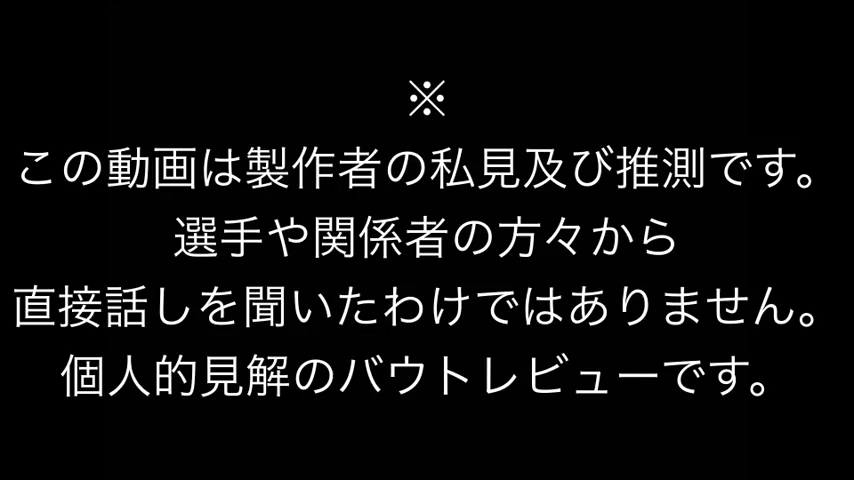 ※
この動画は製作者の私見及び推測です。
選手や関係者の方々から
直接話しを聞いたわけではありません。
個人的見解のバウトレビューです。